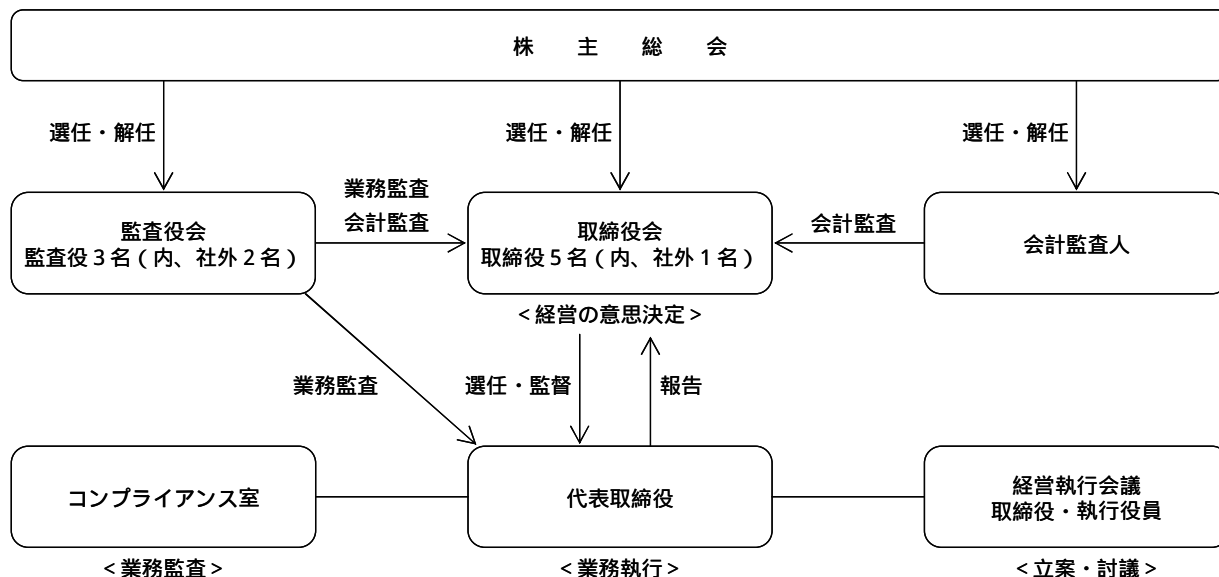 株主総会
選任・解任
選任・解任
選任・解任
業務監査
会計監査
監査役会
監査役3名(内、社外2名)
取締役会
取締役5名(内、社外1名)
会計監査
会計監査人
<経営の意思決定>
業務監査
選任・監督
報告
コンプライアンス室
代表取締役
経営執行会議
取締役・執行役員
<業務監査>
<業務執行>
<立案・討議>